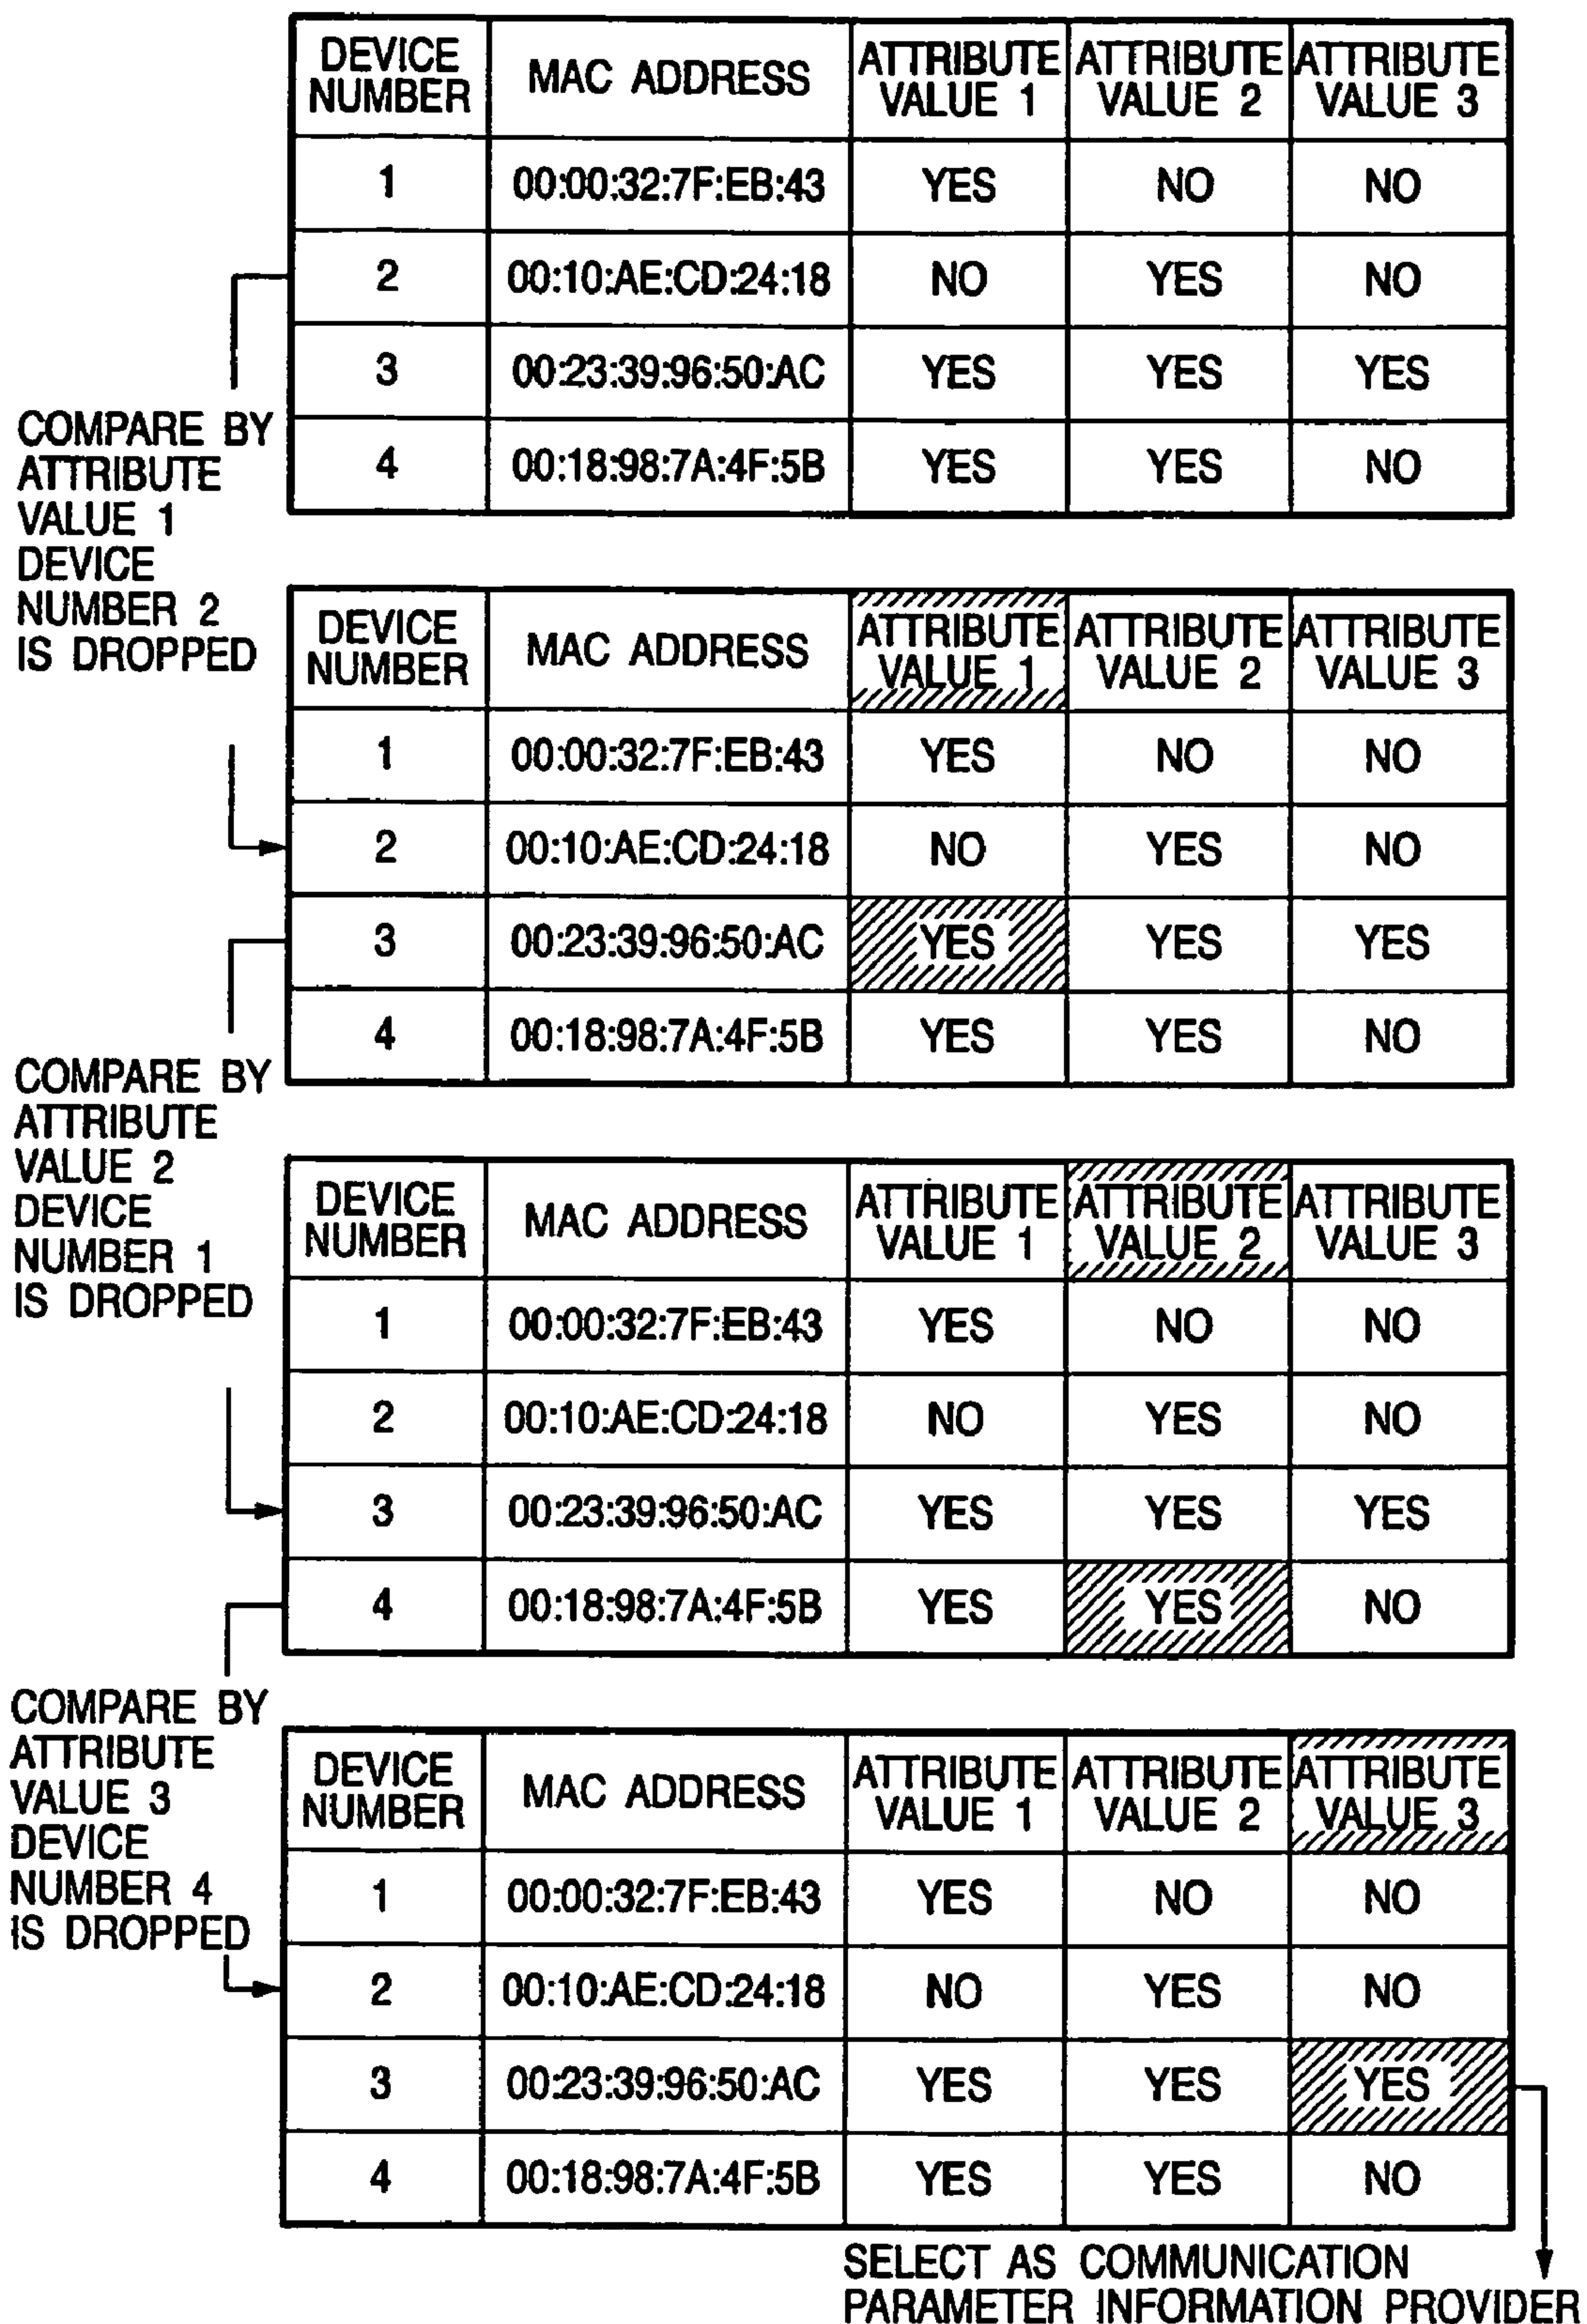 DEVICE NUMBER MAC ADDRESS ATTRIBUTE VALUE 1 ATTRIBUTE VALUE 2 ATTRIBUTE VALUE 3
1 00:00:32:7F:EB:43 YES NO NO
2 00:10:AE:CD:24:18 NO YES NO
3 00:23:39:96:50:AC YES YES YES
4 00:18:98:7A:4F:5B YES YES NO
COMPARE BY
ATTRIBUTE
VALUE 1
DEVICE
NUMBER 2
IS DROPPED
DEVICE NUMBER MAC ADDRESS ATTRIBUTE VALUE 1 ATTRIBUTE VALUE 2 ATTRIBUTE VALUE 3
1 00:00:32:7F:EB:43 YES NO NO
2 00:10:AE:CD:24:18 NO YES NO
3 00:23:39:96:50:AC YES YES YES
4 00:18:98:7A:4F:5B YES YES NO
COMPARE BY
ATTRIBUTE
VALUE 2
DEVICE
NUMBER 1
IS DROPPED
DEVICE NUMBER MAC ADDRESS ATTRIBUTE VALUE 1 ATTRIBUTE VALUE 2 ATTRIBUTE VALUE 3
1 00:00:32:7F:EB:43 YES NO NO
2 00:10:AE:CD:24:18 NO YES NO
3 00:23:39:96:50:AC YES YES YES
4 00:18:98:7A:4F:5B YES YES NO
COMPARE BY
ATTRIBUTE
VALUE 3
DEVICE
NUMBER 4
IS DROPPED
DEVICE NUMBER MAC ADDRESS ATTRIBUTE VALUE 1 ATTRIBUTE VALUE 2 ATTRIBUTE VALUE 3
1 00:00:32:7F:EB:43 YES NO NO
2 00:10:AE:CD:24:18 NO YES NO
3 00:23:39:96:50:AC YES YES YES
4 00:18:98:7A:4F:5B YES YES NO
SELECT AS COMMUNICATION
PARAMETER INFORMATION PROVIDER